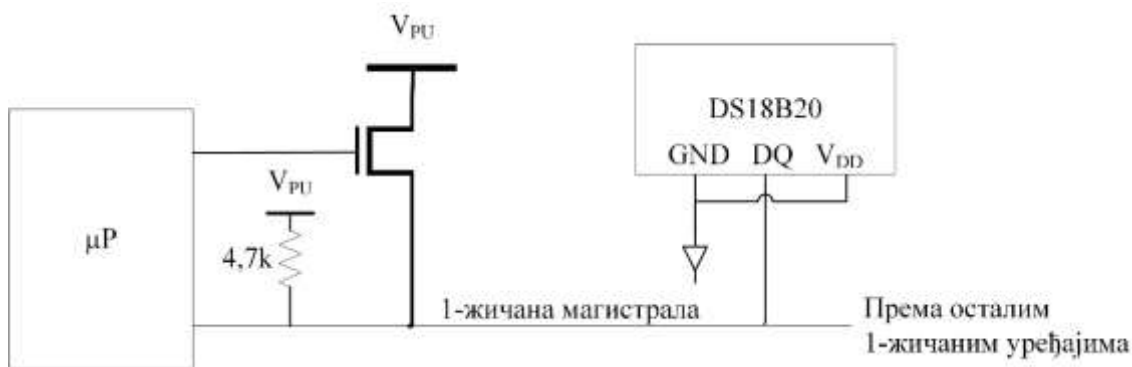 V_PU
DS18B20
GND DQ V_DD
V_PU
μP
4,7k
1-жичана магистрала
Према осталим
1-жичаним уређајима